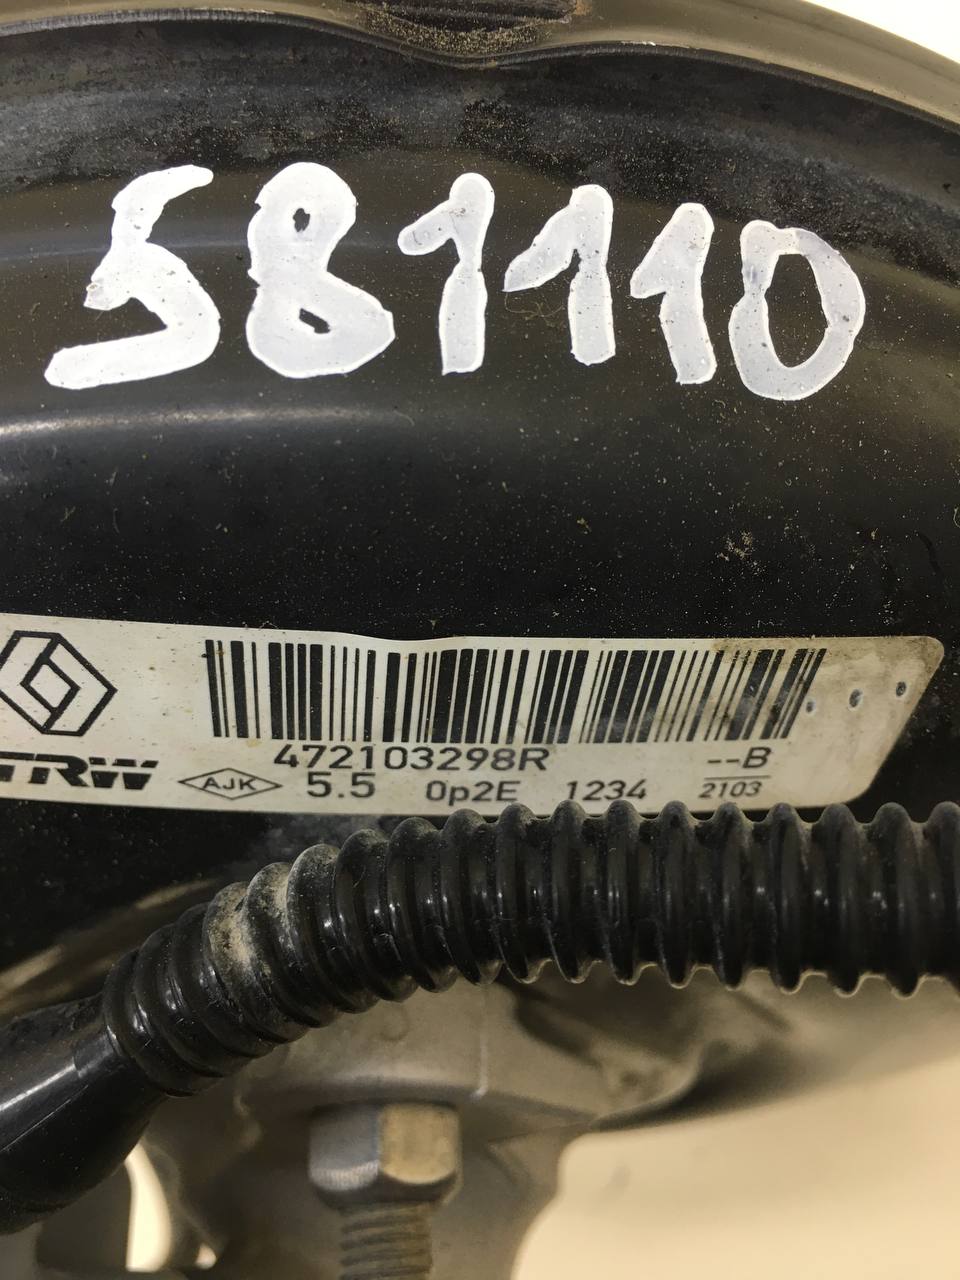 581110
472103298R --B
TRW AJK 5.5 0p2E 1234 2103